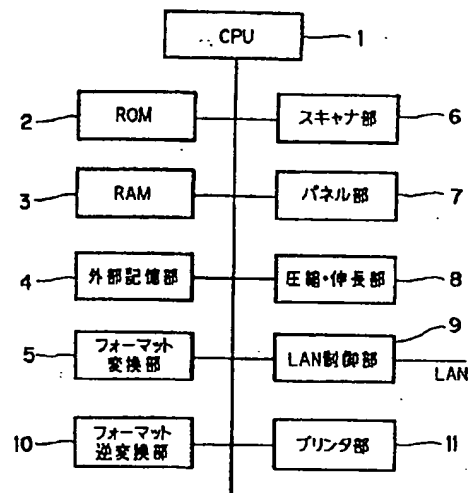 CPU
1
2
ROM
スキャナ部
6
3
RAM
パネル部
7
4
外部記憶部
圧縮・伸長部
8
9
5
フォーマット
変換部
LAN制御部
LAN
10
フォーマット
逆変換部
プリンタ部
11